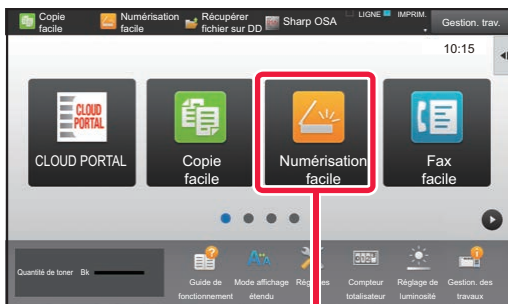 Copie facile
Numérisation facile
Récupérer fichier sur DD
Sharp OSA
LIGNE
IMPRIM.
Gestion. trav.
10:15
CLOUD PORTAL
CLOUD PORTAL
Copie facile
Numérisation facile
Fax facile
Quantité de toner Bk
Guide de fonctionnement
Mode affichage étendu
Compteur totalisateur
Réglage de luminosité
Gestion. des travaux